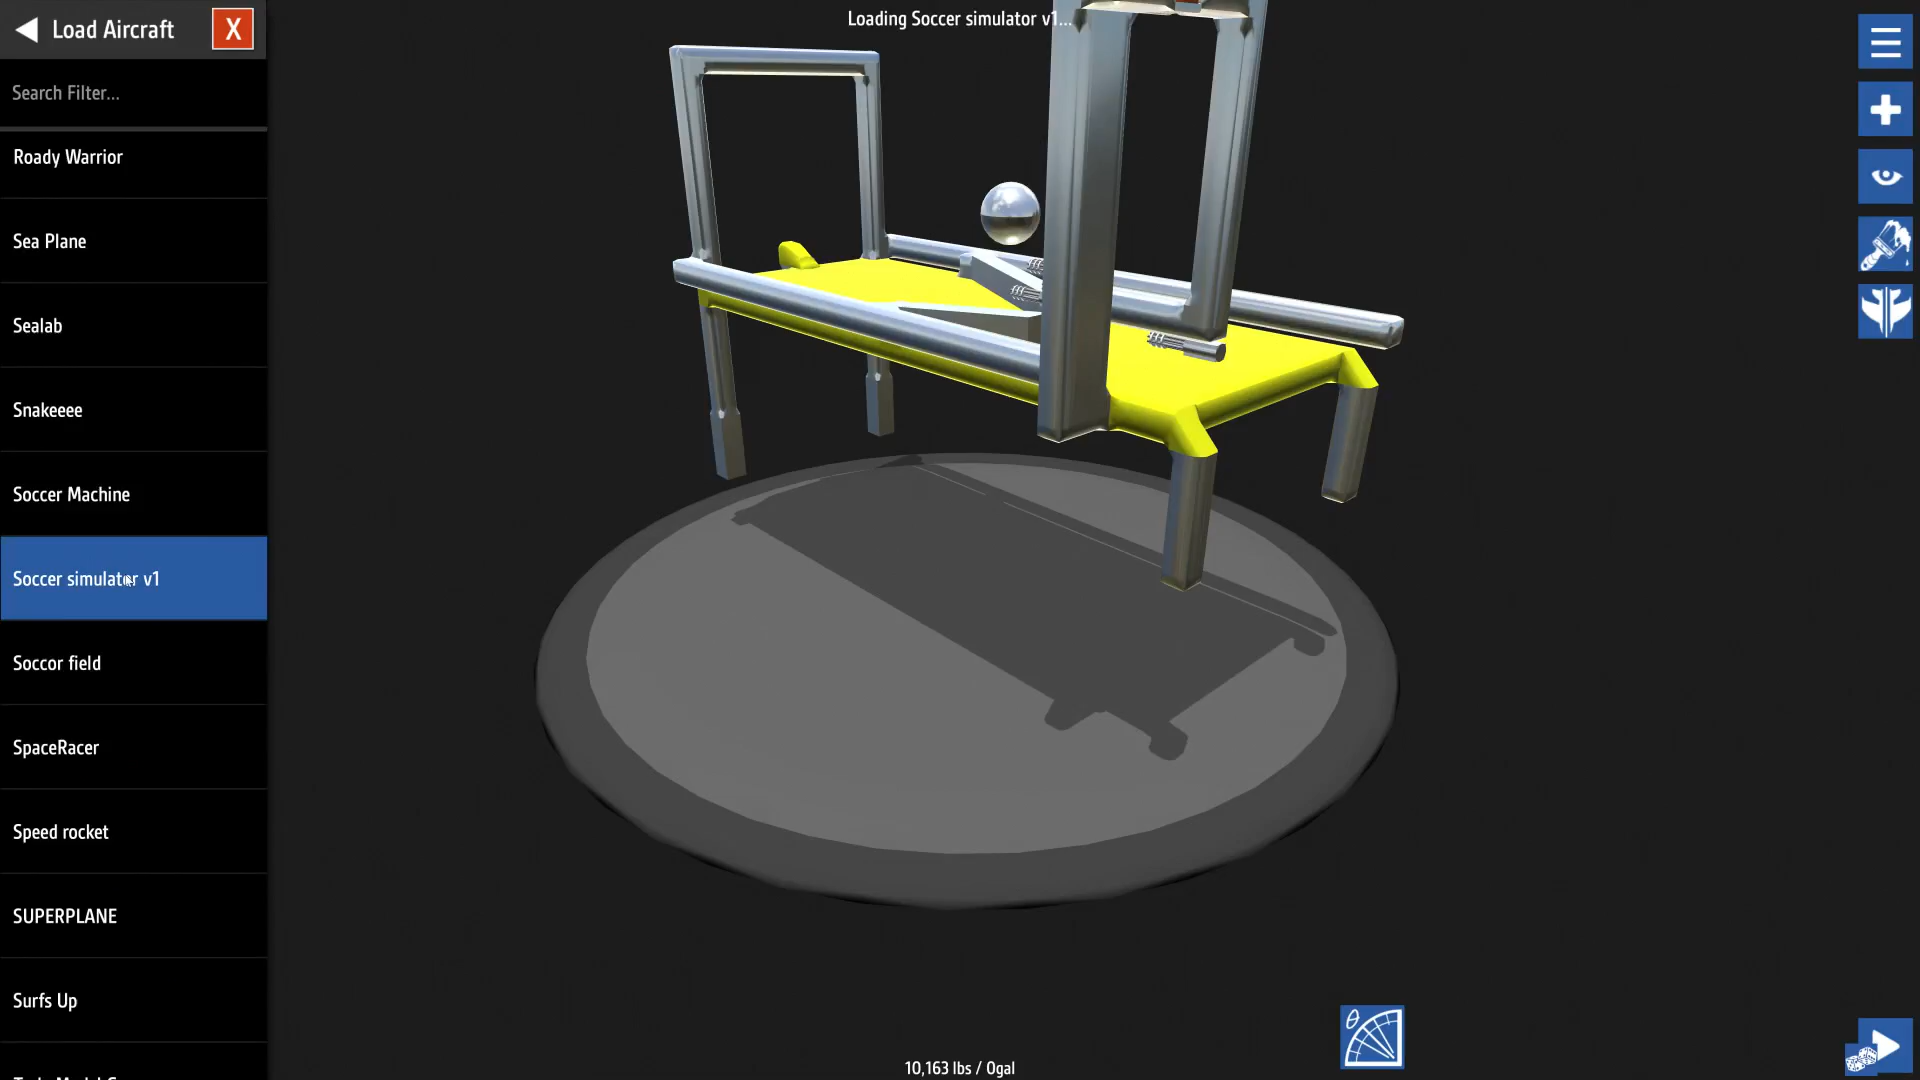 Load Aircraft
X
Loading Soccer simulator v1...
Search Filter...
Roady Warrior
Sea Plane
Sealab
Snakeeee
Soccer Machine
Soccer simulator v1
Soccor field
SpaceRacer
Speed rocket
SUPERPLANE
Surfs Up
θ
10,163 lbs / 0gal